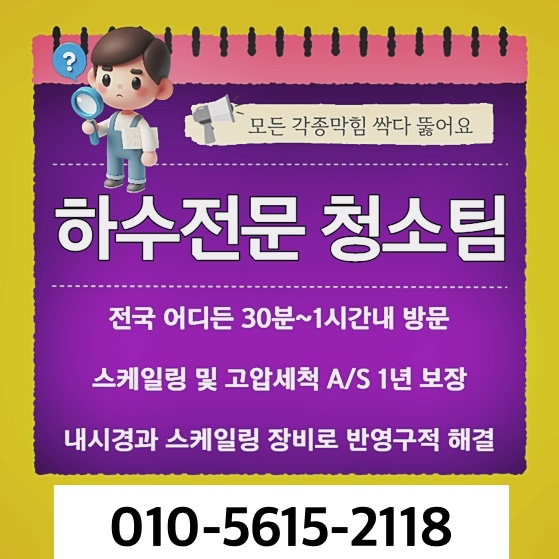 ?
모든 각종막힘 싹다 뚫어요
하수전문 청소팀
전국 어디든 30분~1시간내 방문
스케일링 및 고압세척 A/S 1년 보장
내시경과 스케일링 장비로 반영구적 해결
010-5615-2118